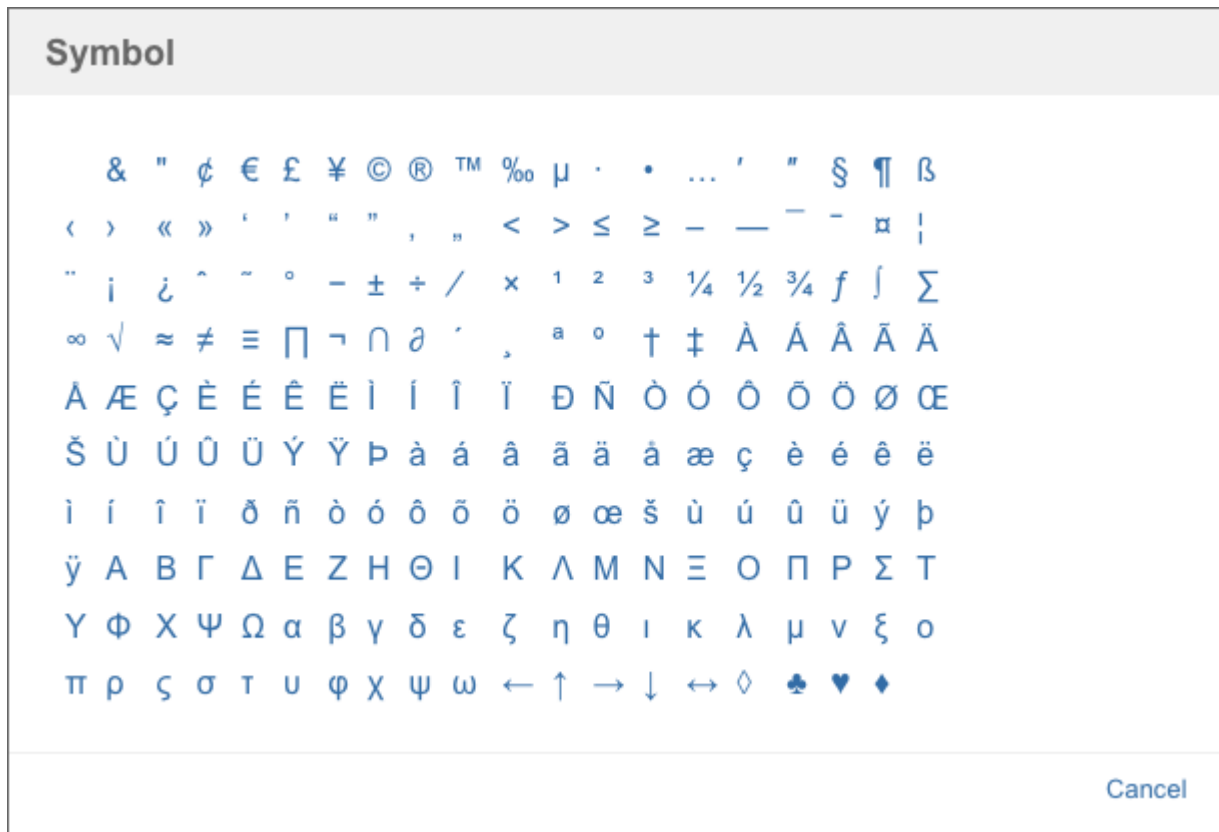 Symbol
& " ¢ € £ ¥ © ® ™ ‰ µ · • … ′ ″ § ¶ ß
‹ › « » ‘ ’ “ ” ‚ „ < > ≤ ≥ – — ¯ ‾ ¤ ¦
¨ ¡ ¿ ˆ ˜ ° − ± ÷ ⁄ × ¹ ² ³ ¼ ½ ¾ ƒ ∫ ∑
∞ √ ≈ ≠ ≡ ∏ ¬ ∩ ∂ ´ ¸ ª º † ‡ À Á Â Ã Ä
Å Æ Ç È É Ê Ë Ì Í Î Ï Ð Ñ Ò Ó Ô Õ Ö Ø Œ
Š Ù Ú Û Ü Ý Ÿ Þ à á â ã ä å æ ç è é ê ë
ì í î ï ð ñ ò ó ô õ ö ø œ š ù ú û ü ý þ
ÿ Α Β Γ Δ Ε Ζ Η Θ Ι Κ Λ Μ Ν Ξ Ο Π Ρ Σ Τ
Υ Φ Χ Ψ Ω α β γ δ ε ζ η θ ι κ λ μ ν ξ ο
π ρ ς σ τ υ φ χ ψ ω ← ↑ → ↓ ↔ ◊ ♣ ♥ ♦
Cancel